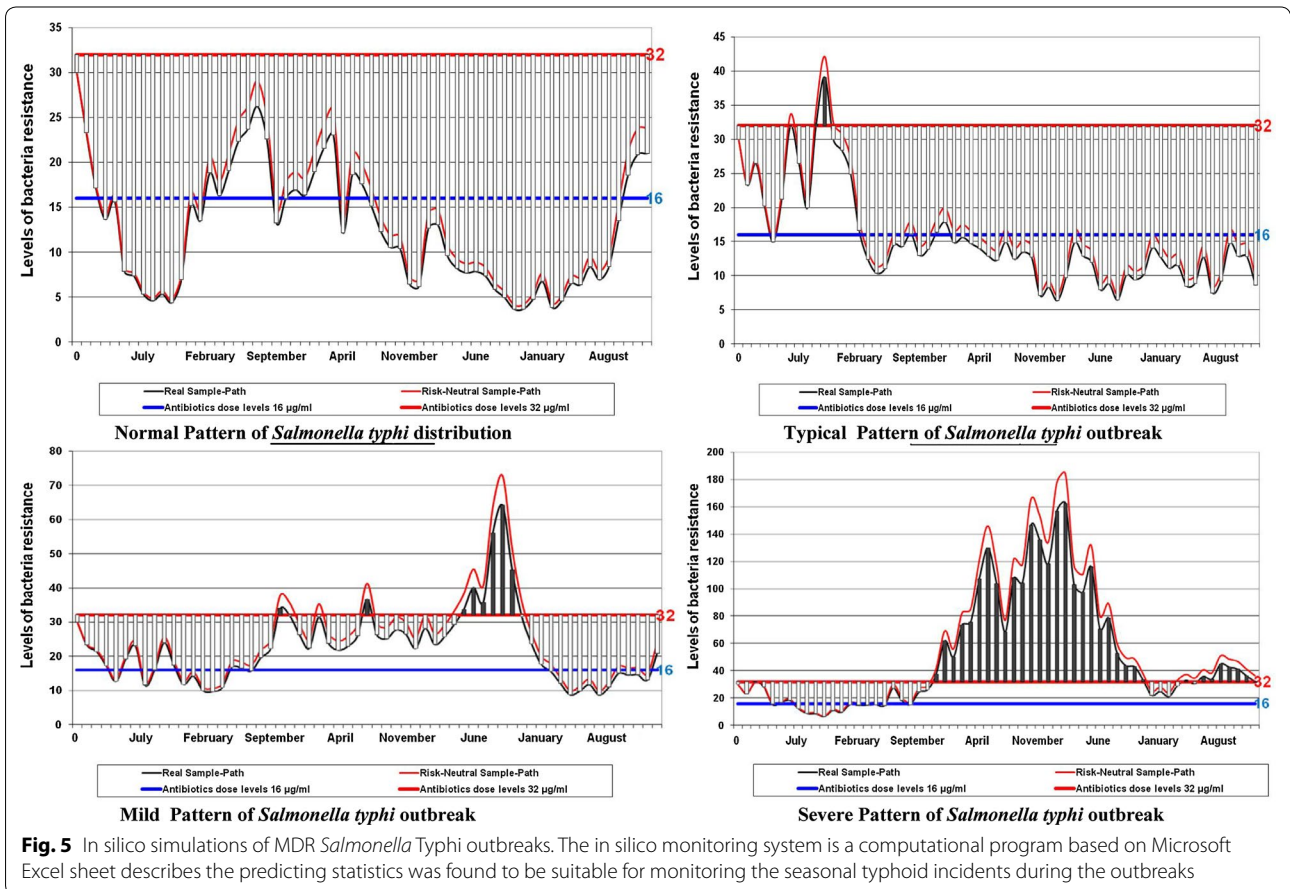 35
30
25
20
15
10
5
0
Levels of bacteria resistance
32
16
0 July February September April November June January August
Real Sample-Path Risk-Neutral Sample-Path
Antibiotics dose levels 16 µg/ml Antibiotics dose levels 32 µg/ml
Normal Pattern of Salmonella typhi distribution
45
40
35
30
25
20
15
10
5
0
Levels of bacteria resistance
32
16
0 July February September April November June January August
Real Sample-Path Risk-Neutral Sample-Path
Antibiotics dose levels 16 µg/ml Antibiotics dose levels 32 µg/ml
Typical Pattern of Salmonella typhi outbreak
80
70
60
50
40
30
20
10
0
Levels of bacteria resistance
32
16
0 July February September April November June January August
Real Sample-Path Risk-Neutral Sample-Path
Antibiotics dose levels 16 µg/ml Antibiotics dose levels 32 µg/ml
Mild Pattern of Salmonella typhi outbreak
200
180
160
140
120
100
80
60
40
20
0
Levels of bacteria resistance
32
16
0 July February September April November June January August
Real Sample-Path Risk-Neutral Sample-Path
Antibiotics dose levels 16 µg/ml Antibiotics dose levels 32 µg/ml
Severe Pattern of Salmonella typhi outbreak
Fig. 5 In silico simulations of MDR Salmonella Typhi outbreaks. The in silico monitoring system is a computational program based on Microsoft
Excel sheet describes the predicting statistics was found to be suitable for monitoring the seasonal typhoid incidents during the outbreaks